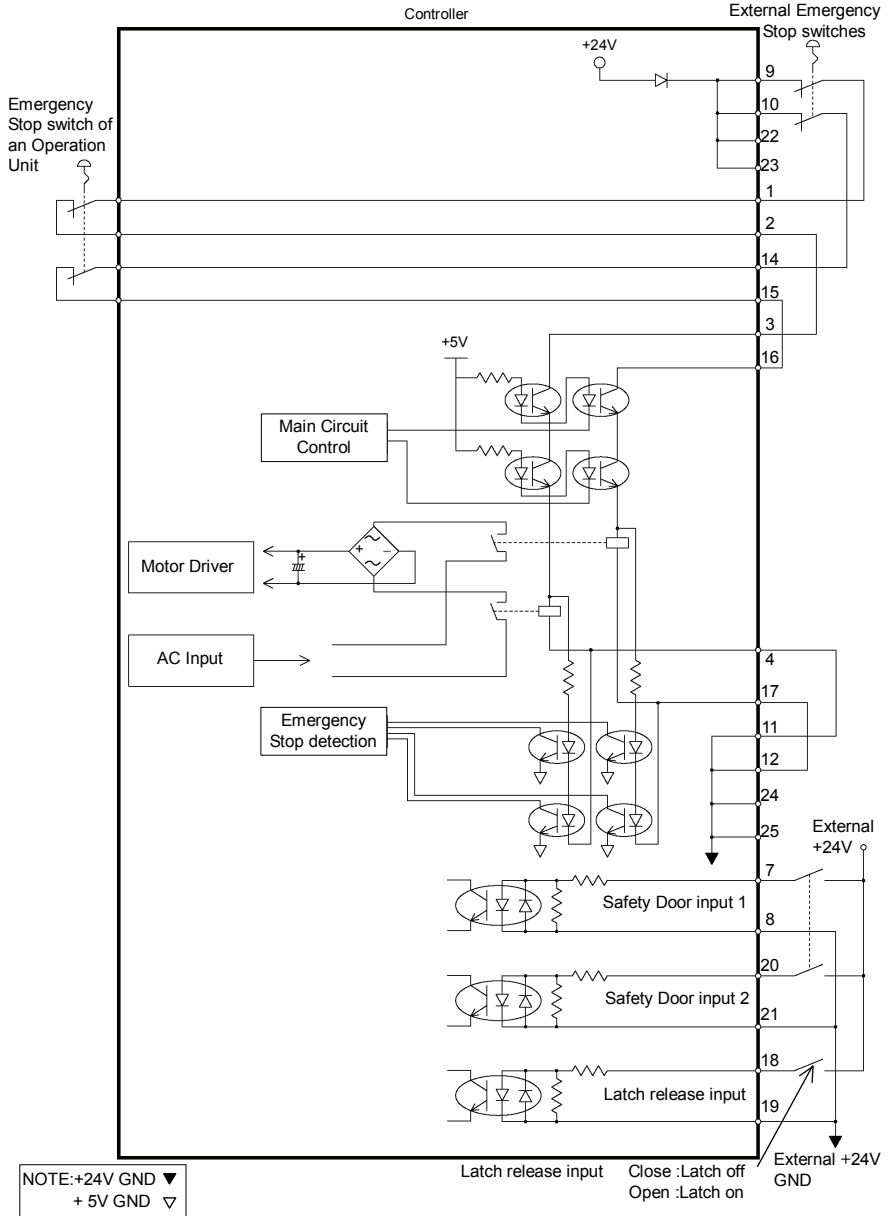 Controller
External Emergency
Stop switches
+24V
9
10
22
23
Emergency
Stop switch of
an Operation
Unit
1
2
14
15
3
16
+5V
Main Circuit
Control
Motor Driver
+
−
+
AC Input
4
17
11
12
24
25
Emergency
Stop detection
External
+24V
7
Safety Door input 1
8
20
Safety Door input 2
21
18
Latch release input
19
External +24V
GND
Latch release input
Close :Latch off
Open :Latch on
NOTE:+24V GND ▼
+ 5V GND ▽